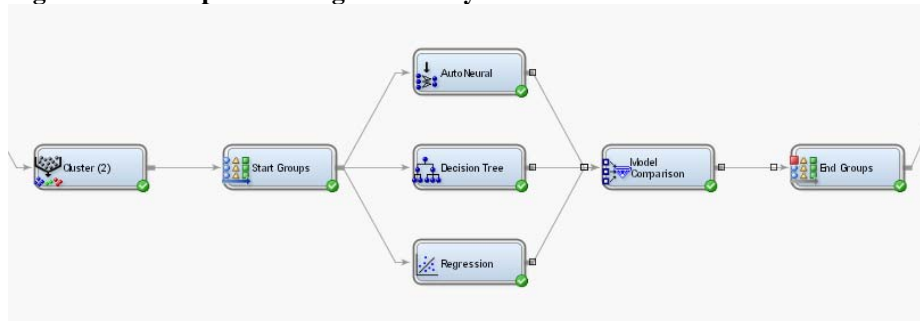 AutoNeural
Cluster (2)
Start Groups
Decision Tree
Model
Comparison
End Groups
Regression